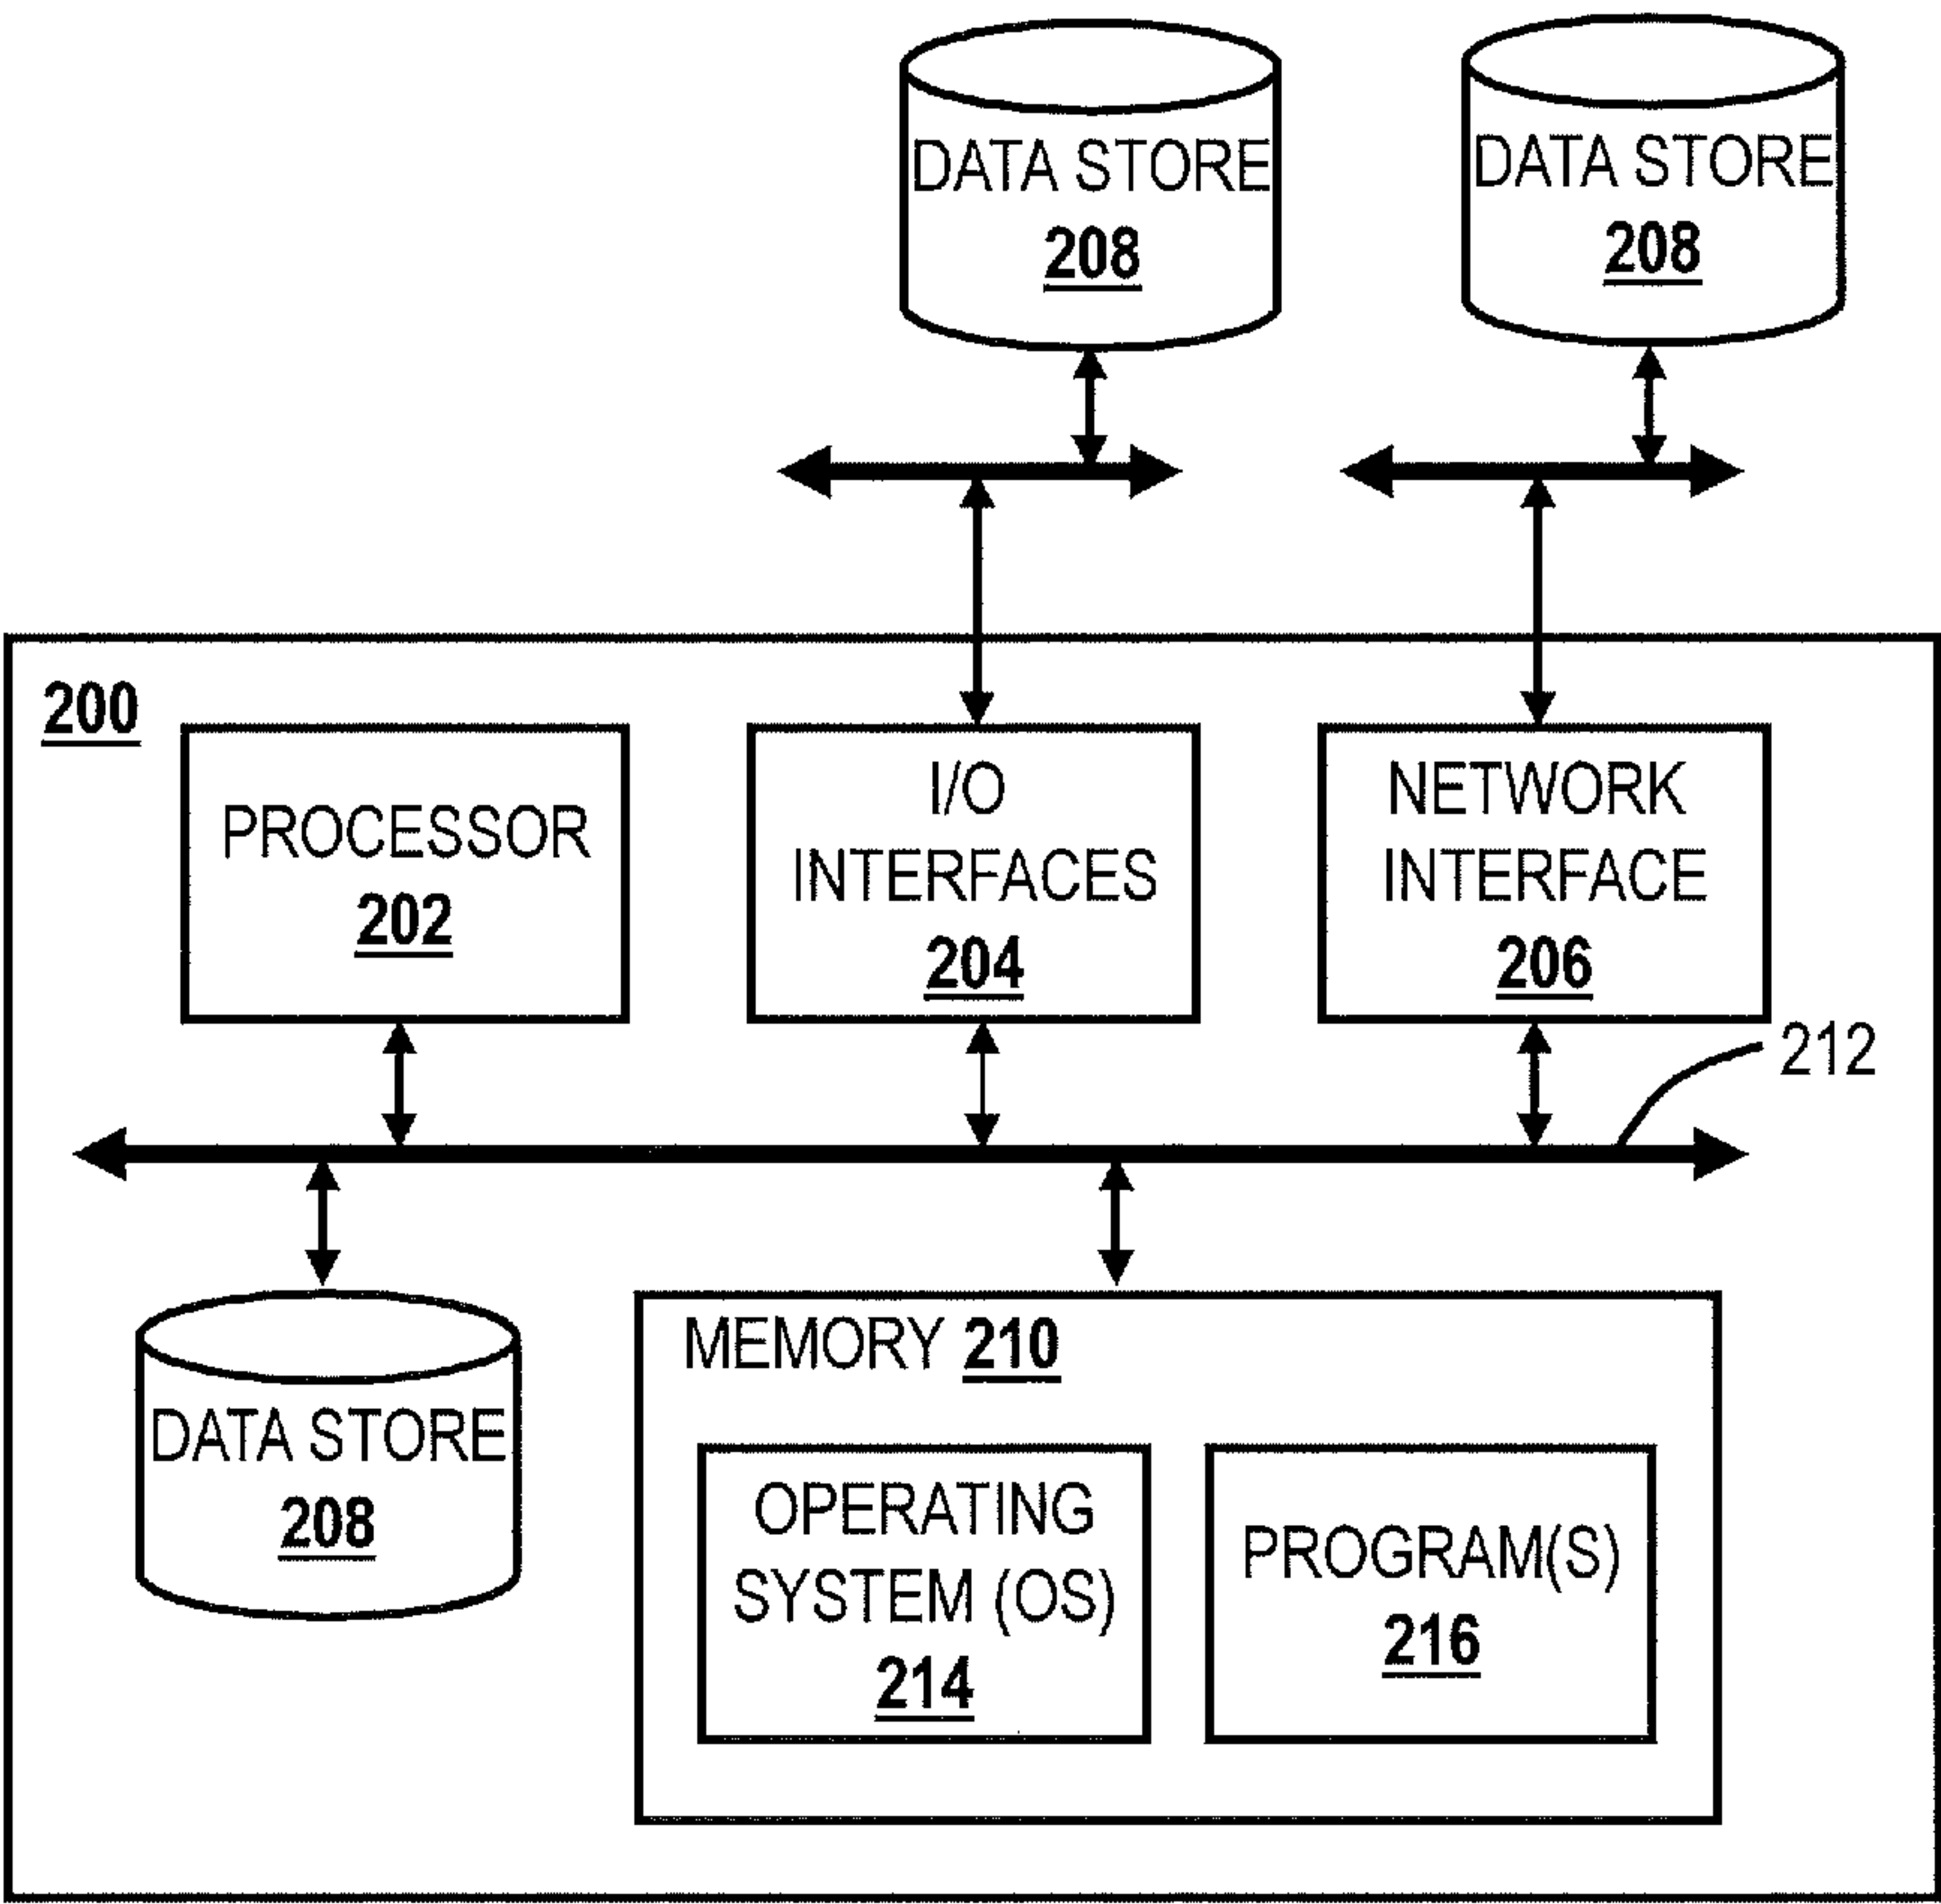 DATA STORE
208
DATA STORE
208
200
PROCESSOR
202
I/O
INTERFACES
204
NETWORK
INTERFACE
206
212
DATA STORE
208
MEMORY 210
OPERATING
SYSTEM (OS)
214
PROGRAM(S)
216